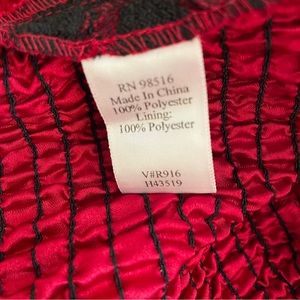 RN 98516
Made In China
100% Polyester
Lining:
100% Polyester
V#R916
H43519